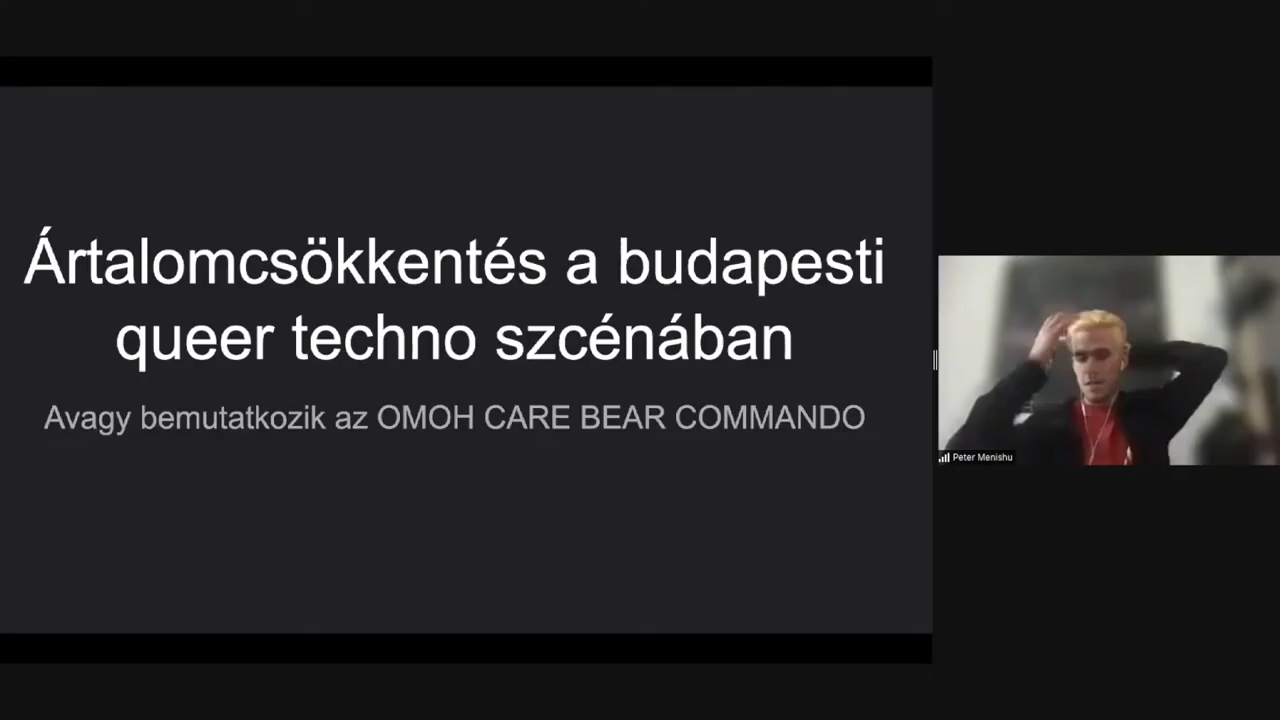 Ártalomcsökkentés a budapesti
queer techno szcénában
Avagy bemutatkozik az OMOH CARE BEAR COMMANDO
Peter Menishu